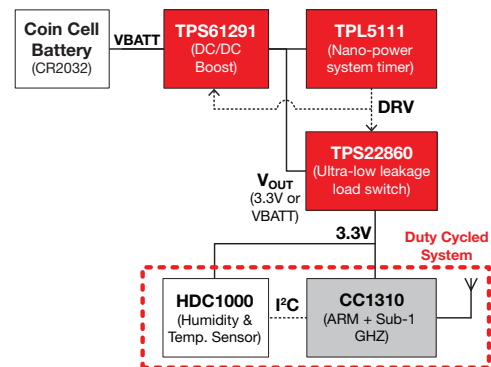 Coin Cell
Battery
(CR2032)
VBATT
TPS61291
(DC/DC
Boost)
TPL5111
(Nano-power
system timer)
DRV
TPS22860
(Ultra-low leakage
load switch)
VOUT
(3.3V or
VBATT)
3.3V
Duty Cycled
System
HDC1000
(Humidity &
Temp. Sensor)
I²C
CC1310
(ARM + Sub-1
GHZ)